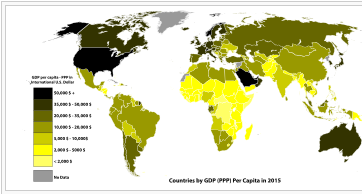 GDP per capita - PPP in
International U.S. Dollar
50,000 $ +
35,000 $ - 50,000 $
20,000 $ - 35,000 $
10,000 $ - 20,000 $
5,000 $ - 10,000$
2,000 $ - 5000 $
< 2,000 $
No Data
Countries by GDP (PPP) Per Capita in 2015